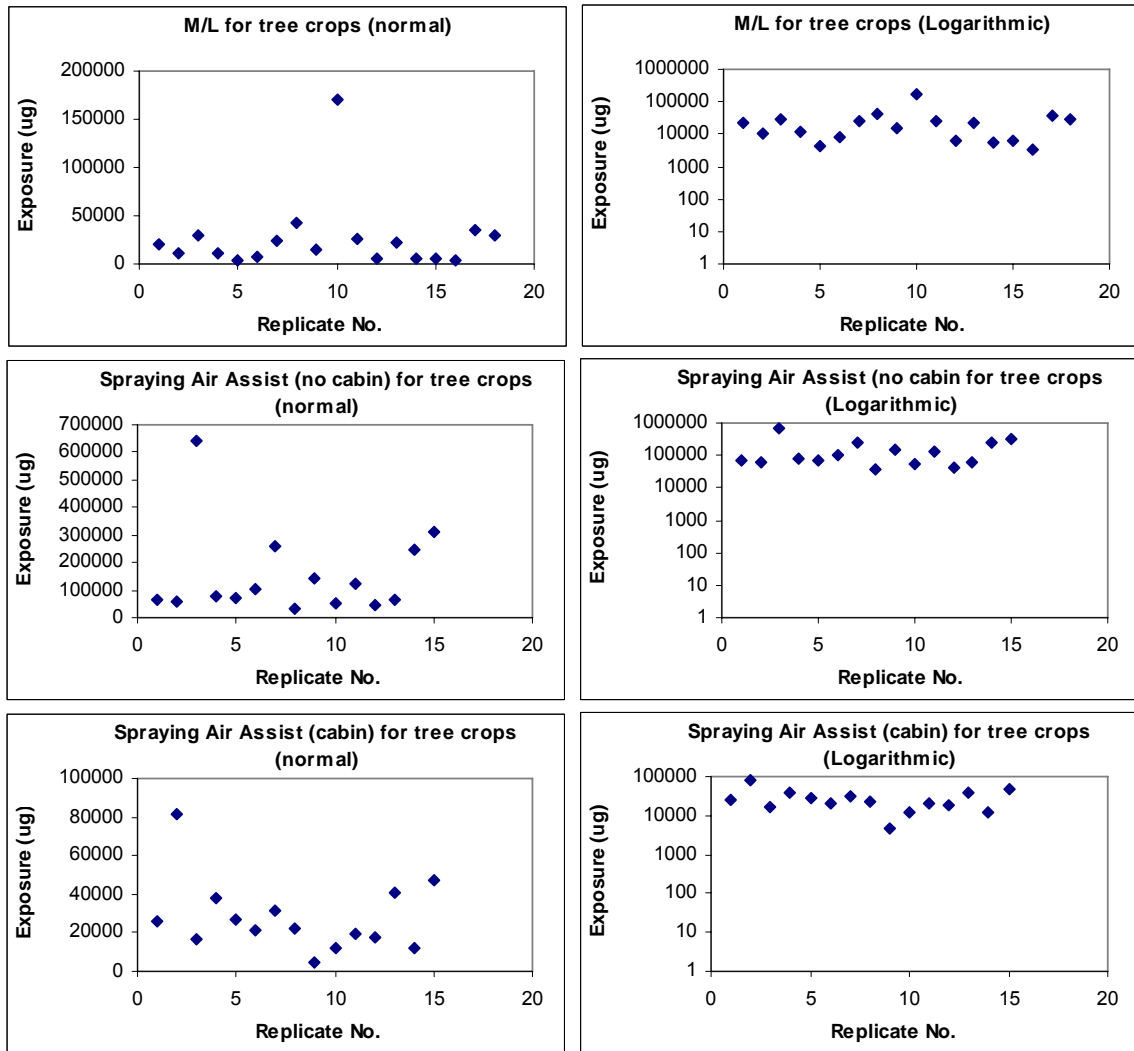 M/L for tree crops (normal)
200000
150000
100000
50000
0
0 5 10 15 20
Exposure (ug)
Replicate No.
M/L for tree crops (Logarithmic)
1000000
100000
10000
1000
100
10
1
0 5 10 15 20
Exposure (ug)
Replicate No.
Spraying Air Assist (no cabin) for tree crops
(normal)
700000
600000
500000
400000
300000
200000
100000
0
0 5 10 15 20
Exposure (ug)
Replicate No.
Spraying Air Assist (no cabin for tree crops
(Logarithmic)
1000000
100000
10000
1000
100
10
1
0 5 10 15 20
Exposure (ug)
Replicate No.
Spraying Air Assist (cabin) for tree crops
(normal)
100000
80000
60000
40000
20000
0
0 5 10 15 20
Exposure (ug)
Replicate No.
Spraying Air Assist (cabin) for tree crops
(Logarithmic)
100000
10000
1000
100
10
1
0 5 10 15 20
Exposure (ug)
Replicate No.